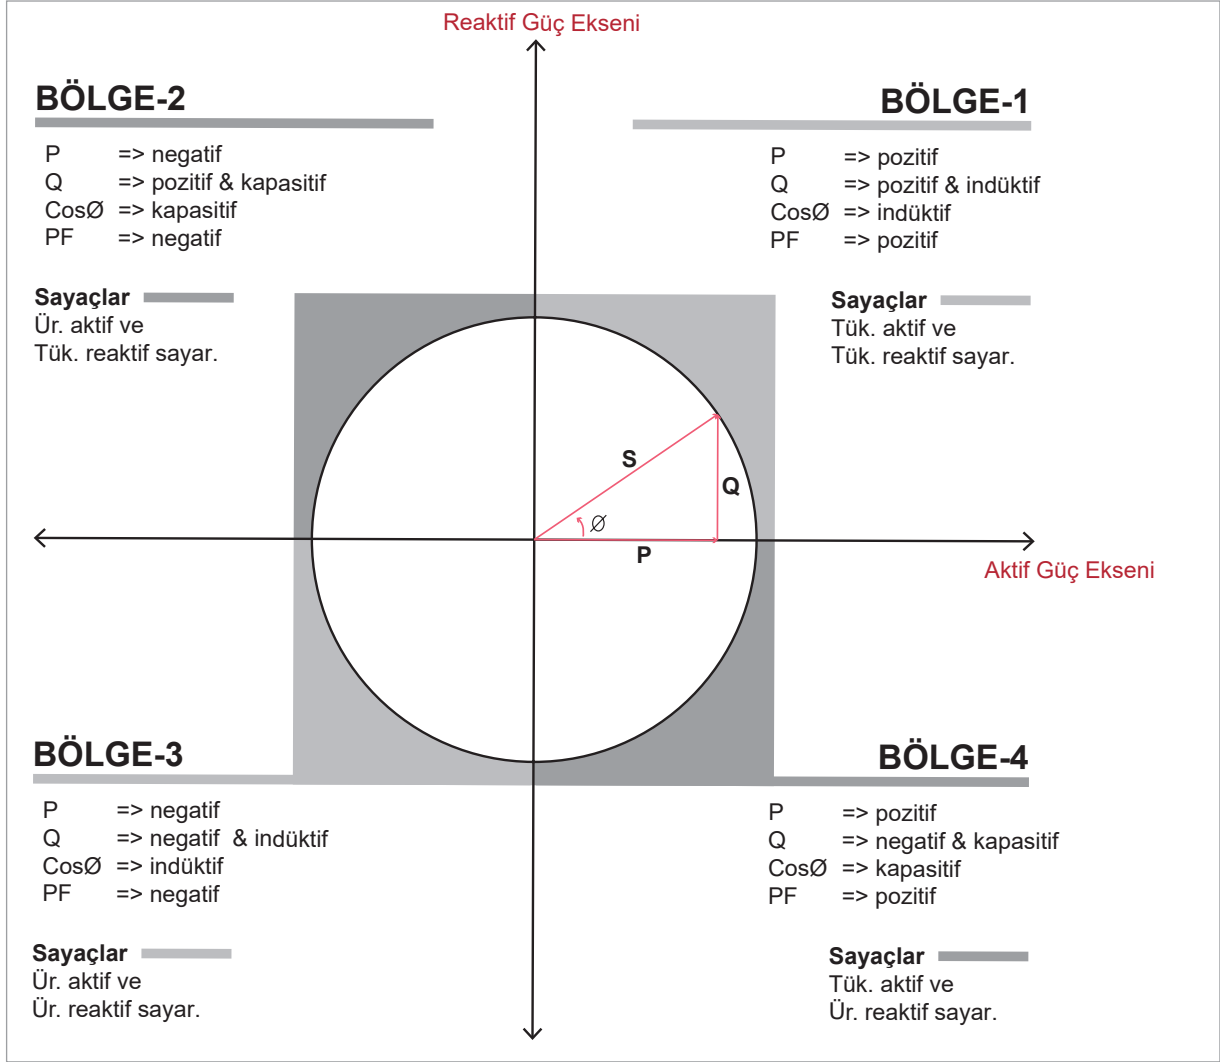 Reaktif Güç Ekseni
BÖLGE-2
P => negatif
Q => pozitif & kapasitif
CosØ => kapasitif
PF => negatif
Sayaçlar
Ür. aktif ve
Tük. reaktif sayar.
BÖLGE-1
P => pozitif
Q => pozitif & indüktif
CosØ => indüktif
PF => pozitif
Sayaçlar
Tük. aktif ve
Tük. reaktif sayar.
S
Q
Ø
P
Aktif Güç Ekseni
BÖLGE-3
P => negatif
Q => negatif & indüktif
CosØ => indüktif
PF => negatif
Sayaçlar
Ür. aktif ve
Ür. reaktif sayar.
BÖLGE-4
P => pozitif
Q => negatif & kapasitif
CosØ => kapasitif
PF => pozitif
Sayaçlar
Tük. aktif ve
Ür. reaktif sayar.